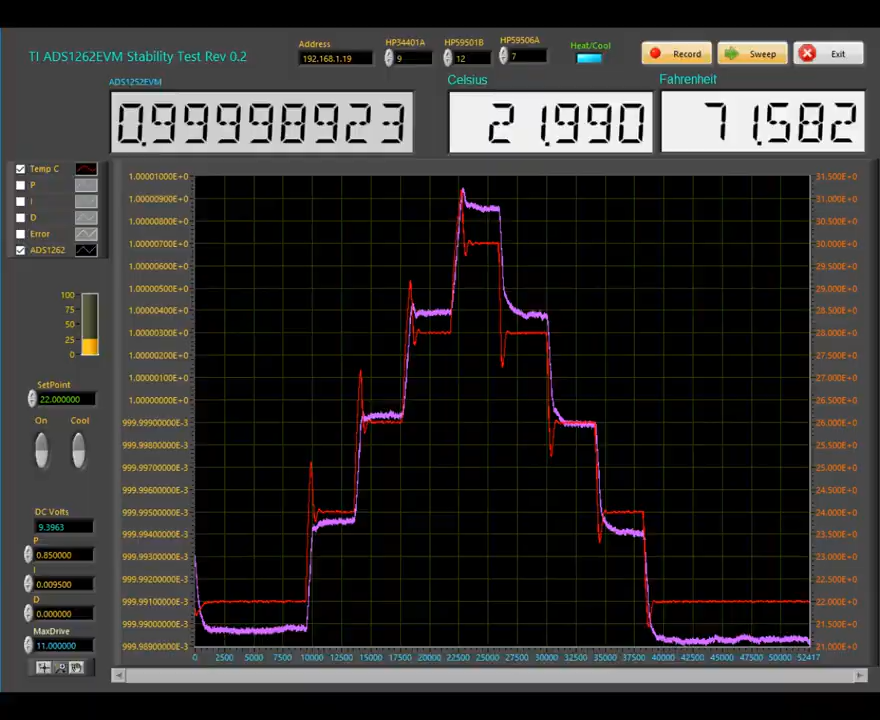 TI ADS1262EVM Stability Test Rev 0.2
Address
192.168.1.19
HP34401A
9
HP59501B
12
HP59506A
7
Heat/Cool
Record
Sweep
Exit
ADS1252EVM
0.99998923
Celsius
21.990
Fahrenheit
71.582
Temp C
P
I
D
Error
ADS1262
100
75
50
25
0
SetPoint
22.000000
On
Cool
DC Volts
9.3963
P
0.850000
I
0.009500
D
0.000000
MaxDrive
11.000000
1.00001000E+0
1.00000900E+0
1.00000800E+0
1.00000700E+0
1.00000600E+0
1.00000500E+0
1.00000400E+0
1.00000300E+0
1.00000200E+0
1.00000100E+0
1.00000000E+0
999.99900000E-3
999.99800000E-3
999.99700000E-3
999.99600000E-3
999.99500000E-3
999.99400000E-3
999.99300000E-3
999.99200000E-3
999.99100000E-3
999.99000000E-3
999.98900000E-3
31.500E+0
31.000E+0
30.500E+0
30.000E+0
29.500E+0
29.000E+0
28.500E+0
28.000E+0
27.500E+0
27.000E+0
26.500E+0
26.000E+0
25.500E+0
25.000E+0
24.500E+0
24.000E+0
23.500E+0
23.000E+0
22.500E+0
22.000E+0
21.500E+0
21.000E+0
0 2500 5000 7500 10000 12500 15000 17500 20000 22500 25000 27500 30000 32500 35000 37500 40000 42500 45000 47500 50000 52417